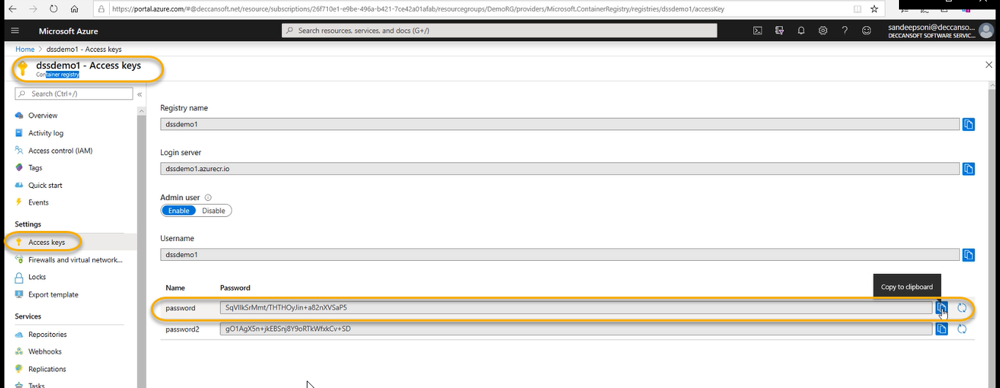 https://portal.azure.com/#@deccansoft.net/resource/subscriptions/26f710e1-e9be-496a-b421-7ce42a01afab/resourcegroups/DemoRG/providers/Microsoft.ContainerRegistry/registries/dssdemo1/accessKey
Microsoft Azure
Search resources, services, and docs (G+/)
sandeepsoni@deccanso...
DECCANSOFT SOFTWARE SERVIC...
Home > dssdemo1 - Access keys
dssdemo1 - Access keys
Container registry
Search (Ctrl+/)
«
Overview
Activity log
Access control (IAM)
Tags
Quick start
Events
Settings
Access keys
Firewalls and virtual network...
Locks
Export template
Services
Repositories
Webhooks
Replications
Tasks
Registry name
dssdemo1
Login server
dssdemo1.azurecr.io
Admin user
Enable Disable
Username
dssdemo1
Copy to clipboard
Name Password
password SqVIlkSrMmt/THTHOyJin+a82nXVSaP5
password2 gO1AgX5n+jkEBSnj8Y9oRTkWfxkCv+SD